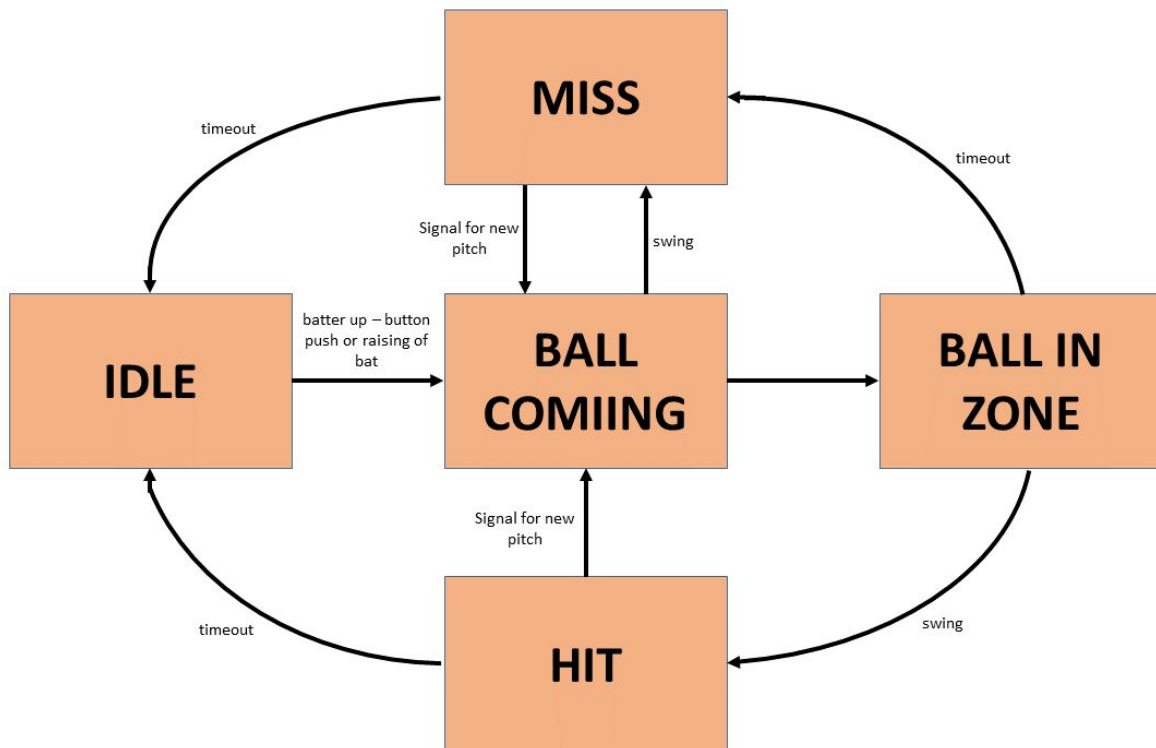 MISS
timeout
timeout
Signal for new
pitch
swing
batter up – button
push or raising of
bat
IDLE
BALL
COMIING
BALL IN
ZONE
Signal for new
pitch
timeout
swing
HIT